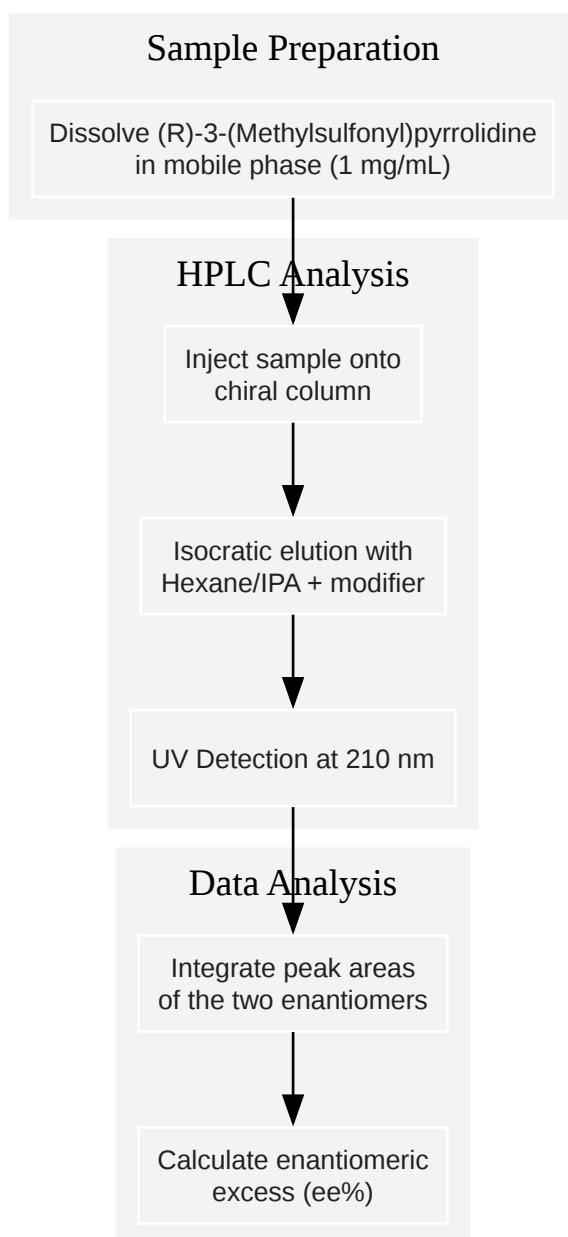 Sample Preparation
Dissolve (R)-3-(Methylsulfonyl)pyrrolidine
in mobile phase (1 mg/mL)
HPLC Analysis
Inject sample onto
chiral column
Isocratic elution with
Hexane/IPA + modifier
UV Detection at 210 nm
Data Analysis
Integrate peak areas
of the two enantiomers
Calculate enantiomeric
excess (ee%)